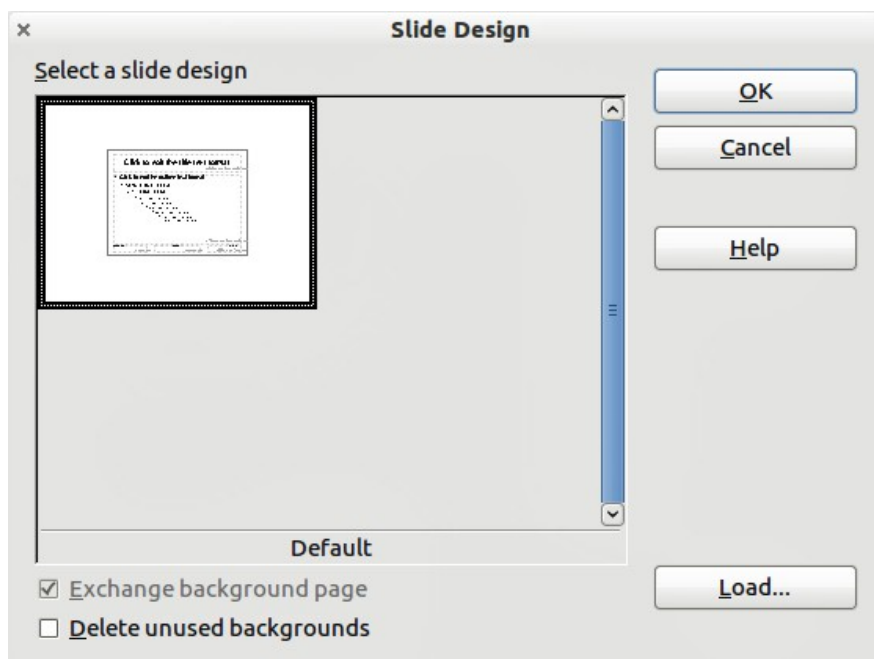 Slide Design
Select a slide design
OK
Cancel
Help
Default
Exchange background page
Load...
Delete unused backgrounds